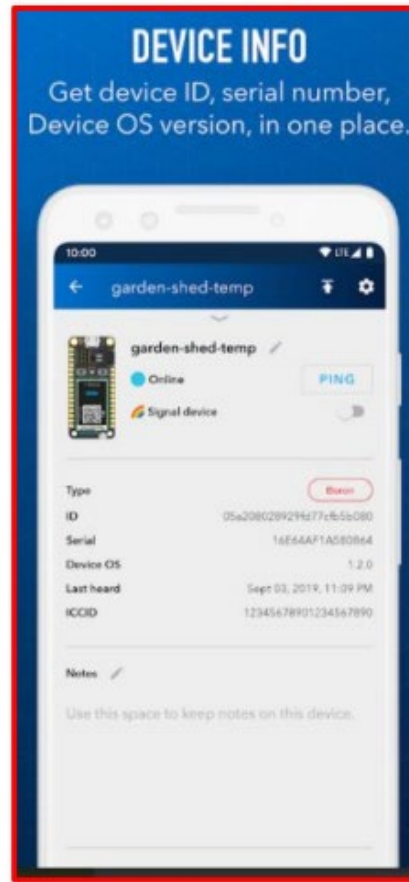 DEVICE INFO
Get device ID, serial number,
Device OS version, in one place.
10:00 LTE
garden-shed-temp
garden-shed-temp
Online PING
Signal device
Type Boron
ID
Serial
Device OS 1.2.0
Last heard Sept 03, 2019, 11:09 PM
ICCID 12345678901234567890
Notes
Use this space to keep notes on this device.